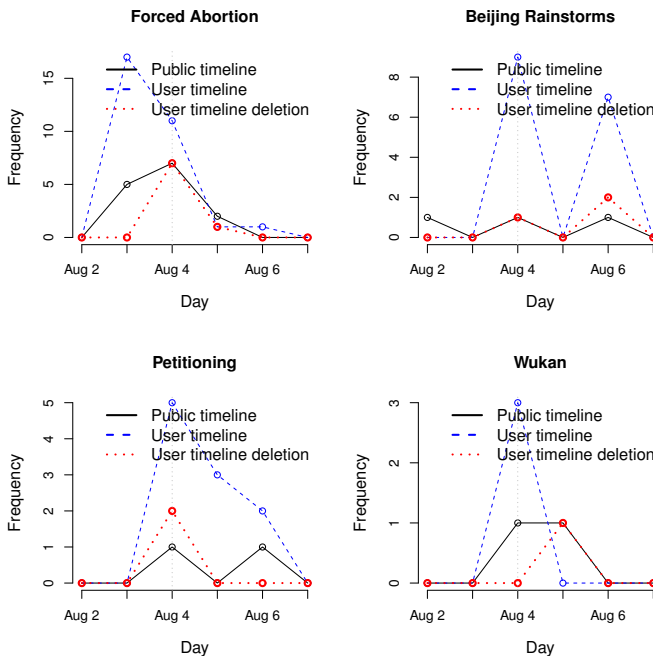 Forced Abortion
Frequency
0 5 10 15
Public timeline
User timeline
User timeline deletion
Aug 2 Aug 4 Aug 6
Day
Beijing Rainstorms
Frequency
0 2 4 6 8
Public timeline
User timeline
User timeline deletion
Aug 2 Aug 4 Aug 6
Day
Petitioning
Frequency
0 1 2 3 4 5
Public timeline
User timeline
User timeline deletion
Aug 2 Aug 4 Aug 6
Day
Wukan
Frequency
0 1 2 3
Public timeline
User timeline
User timeline deletion
Aug 2 Aug 4 Aug 6
Day